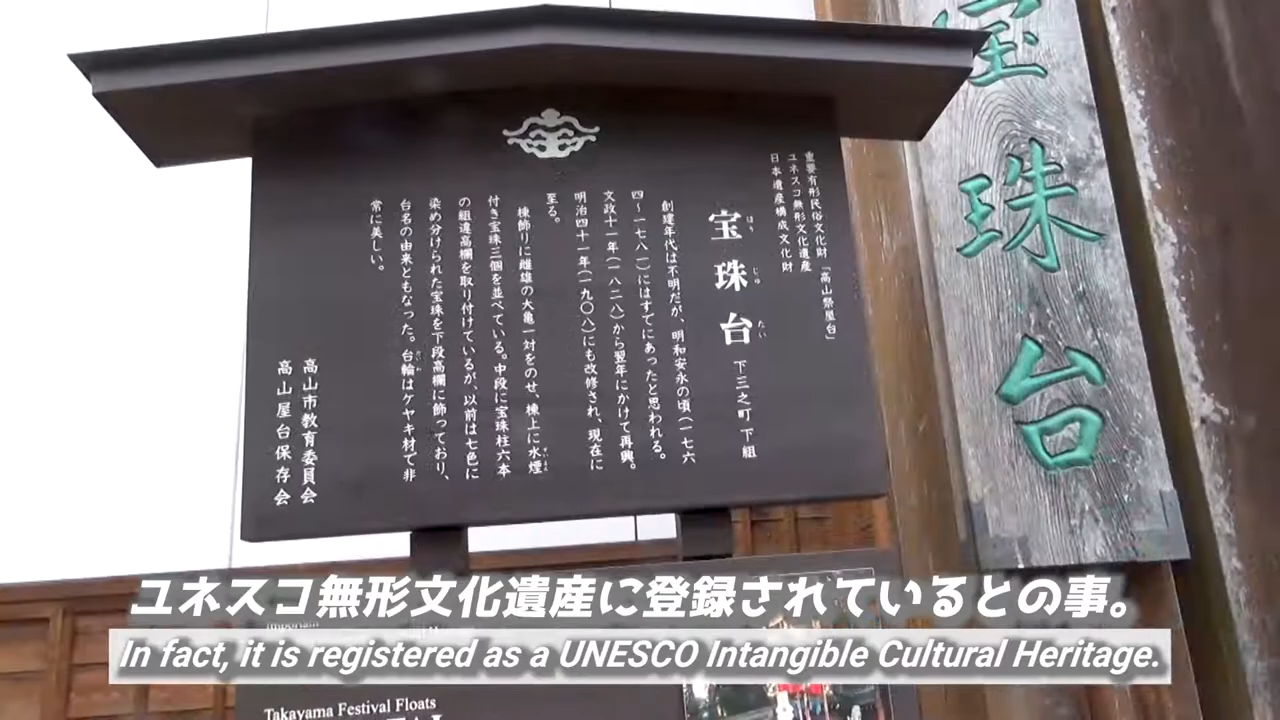 宝珠台
重要有形民俗文化財「高山祭屋台」
ユネスコ無形文化遺産
日本遺産構成文化財
宝珠台 下三之町下組
ほう じゅ たい
創建年代は不明だが、明和安永の頃(一七六
四〜一七八一)にはすでにあったと思われる。
文政十一年(一八二八)から翌年にかけて再興。
明治四十一年(一九〇八)にも改修され、現在に
至る。
棟飾りに雌雄の大亀一対をのせ、棟上に水煙
付き宝珠三個を並べている。中段に宝珠柱六本
の組違高欄を取り付けているが、以前は七色に
染め分けられた宝珠を下段高欄に飾っており、
台名の由来ともなった。台輪はケヤキ材で非
常に美しい。
高山市教育委員会
高山屋台保存会
ユネスコ無形文化遺産に登録されているとの事。
In fact, it is registered as a UNESCO Intangible Cultural Heritage.
Takayama Festival Floats